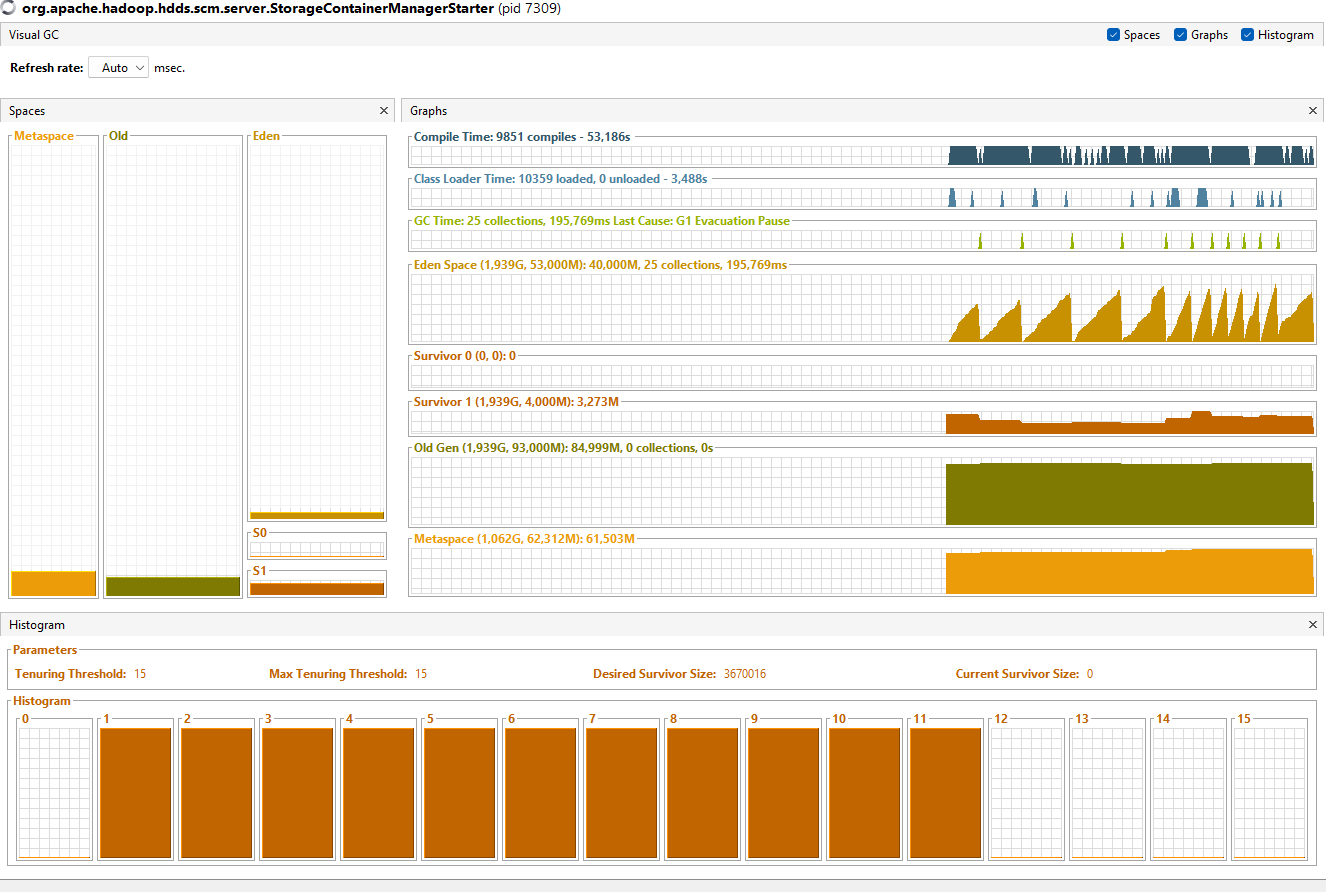 org.apache.hadoop.hdds.scm.server.StorageContainerManagerStarter (pid 7309)
Visual GC
Spaces Graphs Histogram
Refresh rate: Auto msec.
Spaces
Graphs
Metaspace Old Eden
S0
S1
Compile Time: 9851 compiles - 53,186s
Class Loader Time: 10359 loaded, 0 unloaded - 3,488s
GC Time: 25 collections, 195,769ms Last Cause: G1 Evacuation Pause
Eden Space (1,939G, 53,000M): 40,000M, 25 collections, 195,769ms
Survivor 0 (0, 0): 0
Survivor 1 (1,939G, 4,000M): 3,273M
Old Gen (1,939G, 93,000M): 84,999M, 0 collections, 0s
Metaspace (1,062G, 62,312M): 61,503M
Histogram
Parameters
Tenuring Threshold: 15 Max Tenuring Threshold: 15 Desired Survivor Size: 3670016 Current Survivor Size: 0
Histogram
0 1 2 3 4 5 6 7 8 9 10 11 12 13 14 15